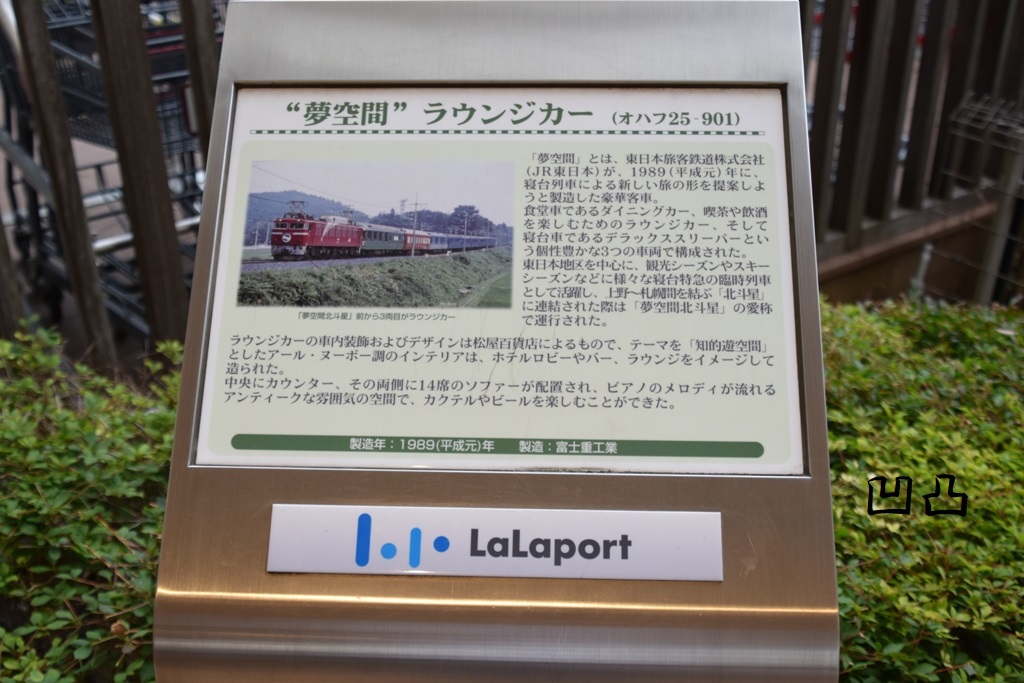 “夢空間” ラウンジカー (オハフ25-901)
「夢空間」とは、東日本旅客鉄道株式会社
(JR東日本)が、1989(平成元)年に、
寝台列車による新しい旅の形を提案しよ
うと製造した豪華客車。
食堂車であるダイニングカー、喫茶や飲酒
を楽しむためのラウンジカー、そして
寝台車であるデラックススリーパーとい
う個性豊かな3つの車両で構成された。
東日本地区を中心に、観光シーズンやスキー
シーズンなどに様々な寝台特急の臨時列車
として活躍し、上野〜札幌間を結ぶ「北斗星」
に連結された際は「夢空間北斗星」の愛称
で運行された。
「夢空間北斗星」前から3両目がラウンジカー
ラウンジカーの車内装飾およびデザインは松屋百貨店によるもので、テーマを「知的遊空間」
としたアール・ヌーボー調のインテリアは、ホテルロビーやバー、ラウンジをイメージして
造られた。
中央にカウンター、その両側に14席のソファーが配置され、ピアノのメロディが流れる
アンティークな雰囲気の空間で、カクテルやビールを楽しむことができた。
製造年：1989(平成元)年 製造：富士重工業
LaLaport
凹凸